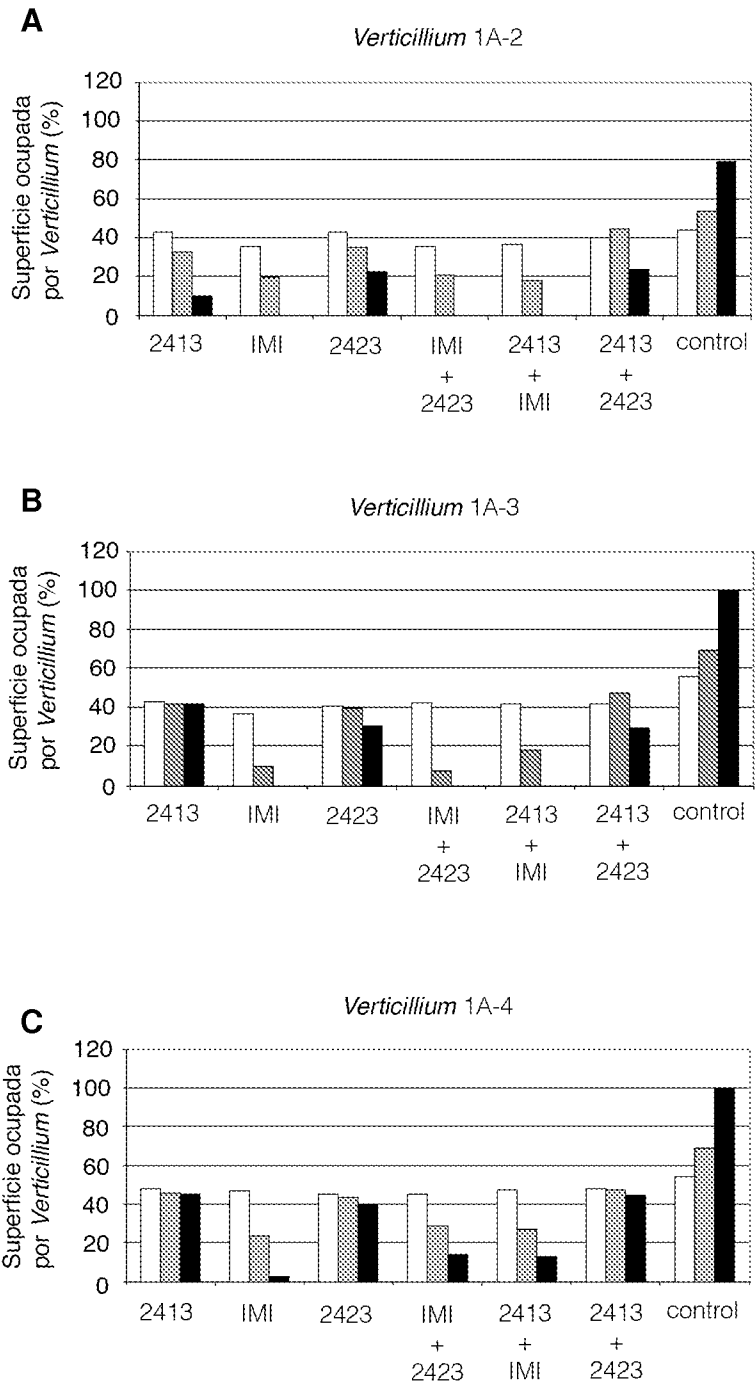 A
Verticillium 1A-2
Superficie ocupada
por Verticillium (%)
120
100
80
60
40
20
0
2413 IMI 2423 IMI + 2423 2413 + IMI 2413 + 2423 control
B
Verticillium 1A-3
Superficie ocupada
por Verticillium (%)
120
100
80
60
40
20
0
2413 IMI 2423 IMI + 2423 2413 + IMI 2413 + 2423 control
C
Verticillium 1A-4
Superficie ocupada
por Verticillium (%)
120
100
80
60
40
20
0
2413 IMI 2423 IMI + 2423 2413 + IMI 2413 + 2423 control